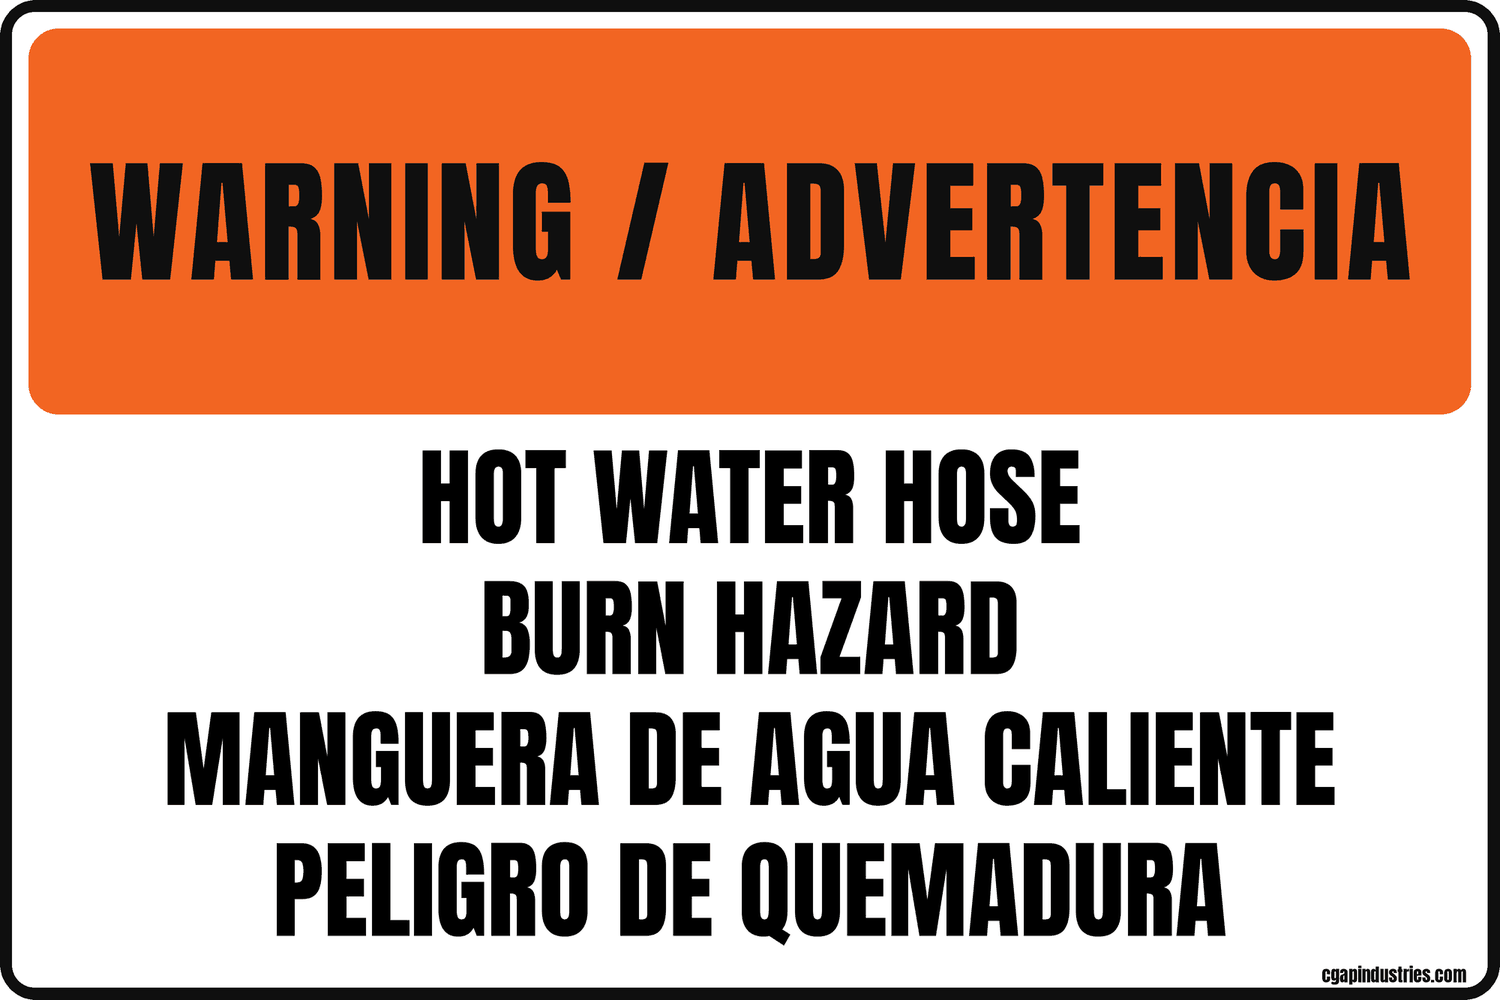 WARNING / ADVERTENCIA
HOT WATER HOSE
BURN HAZARD
MANGUERA DE AGUA CALIENTE
PELIGRO DE QUEMADURA
cgapindustries.com